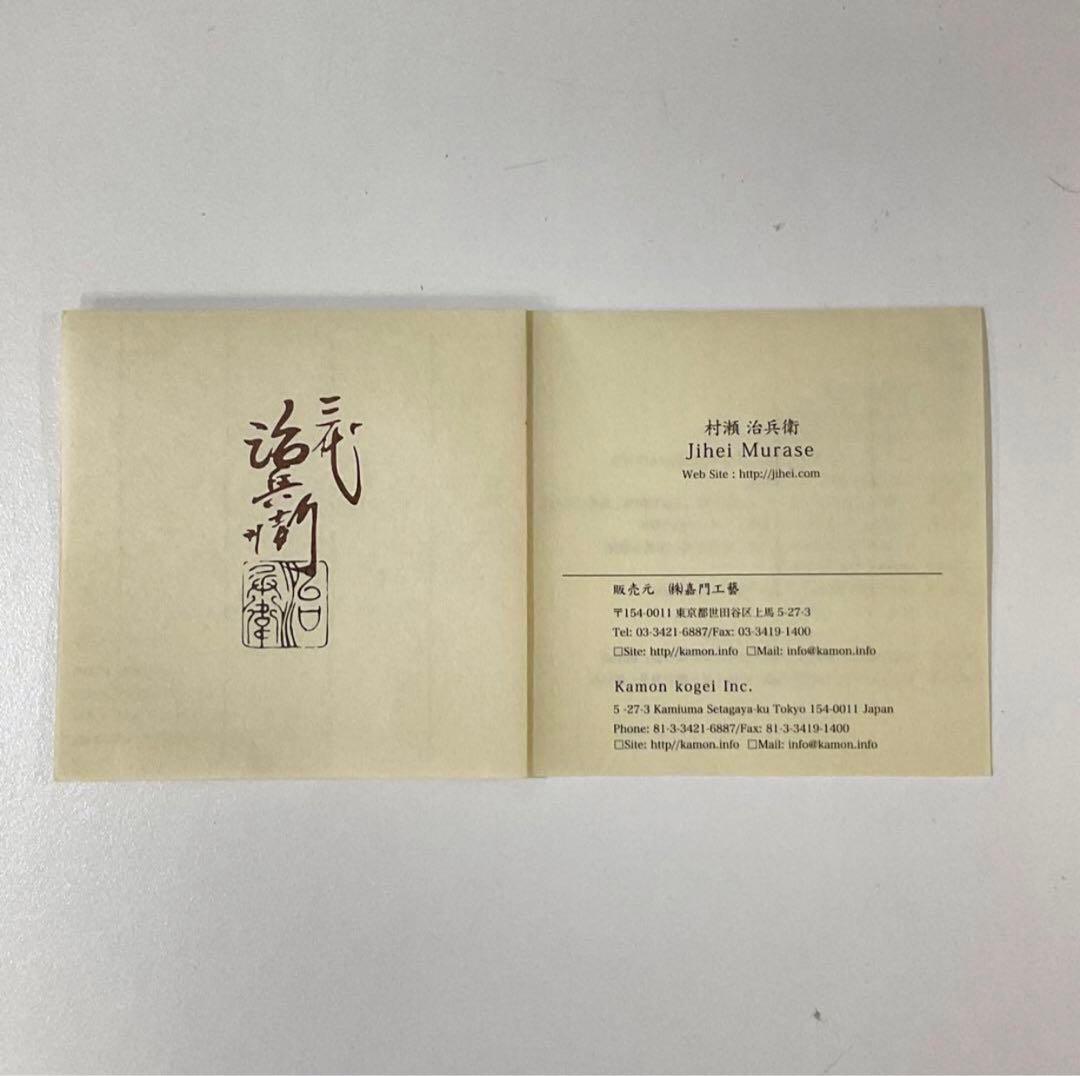 三代
治兵衛
治兵衛
村瀬 治兵衛
Jihei Murase
Web Site : http://jihei.com
販売元 ㈱嘉門工藝
〒154-0011 東京都世田谷区上馬 5-27-3
Tel: 03-3421-6887/Fax: 03-3419-1400
□Site: http//kamon.info □Mail: info@kamon.info
Kamon kogei Inc.
5 -27-3 Kamiuma Setagaya-ku Tokyo 154-0011 Japan
Phone: 81-3-3421-6887/Fax: 81-3-3419-1400
□Site: http//kamon.info □Mail: info@kamon.info